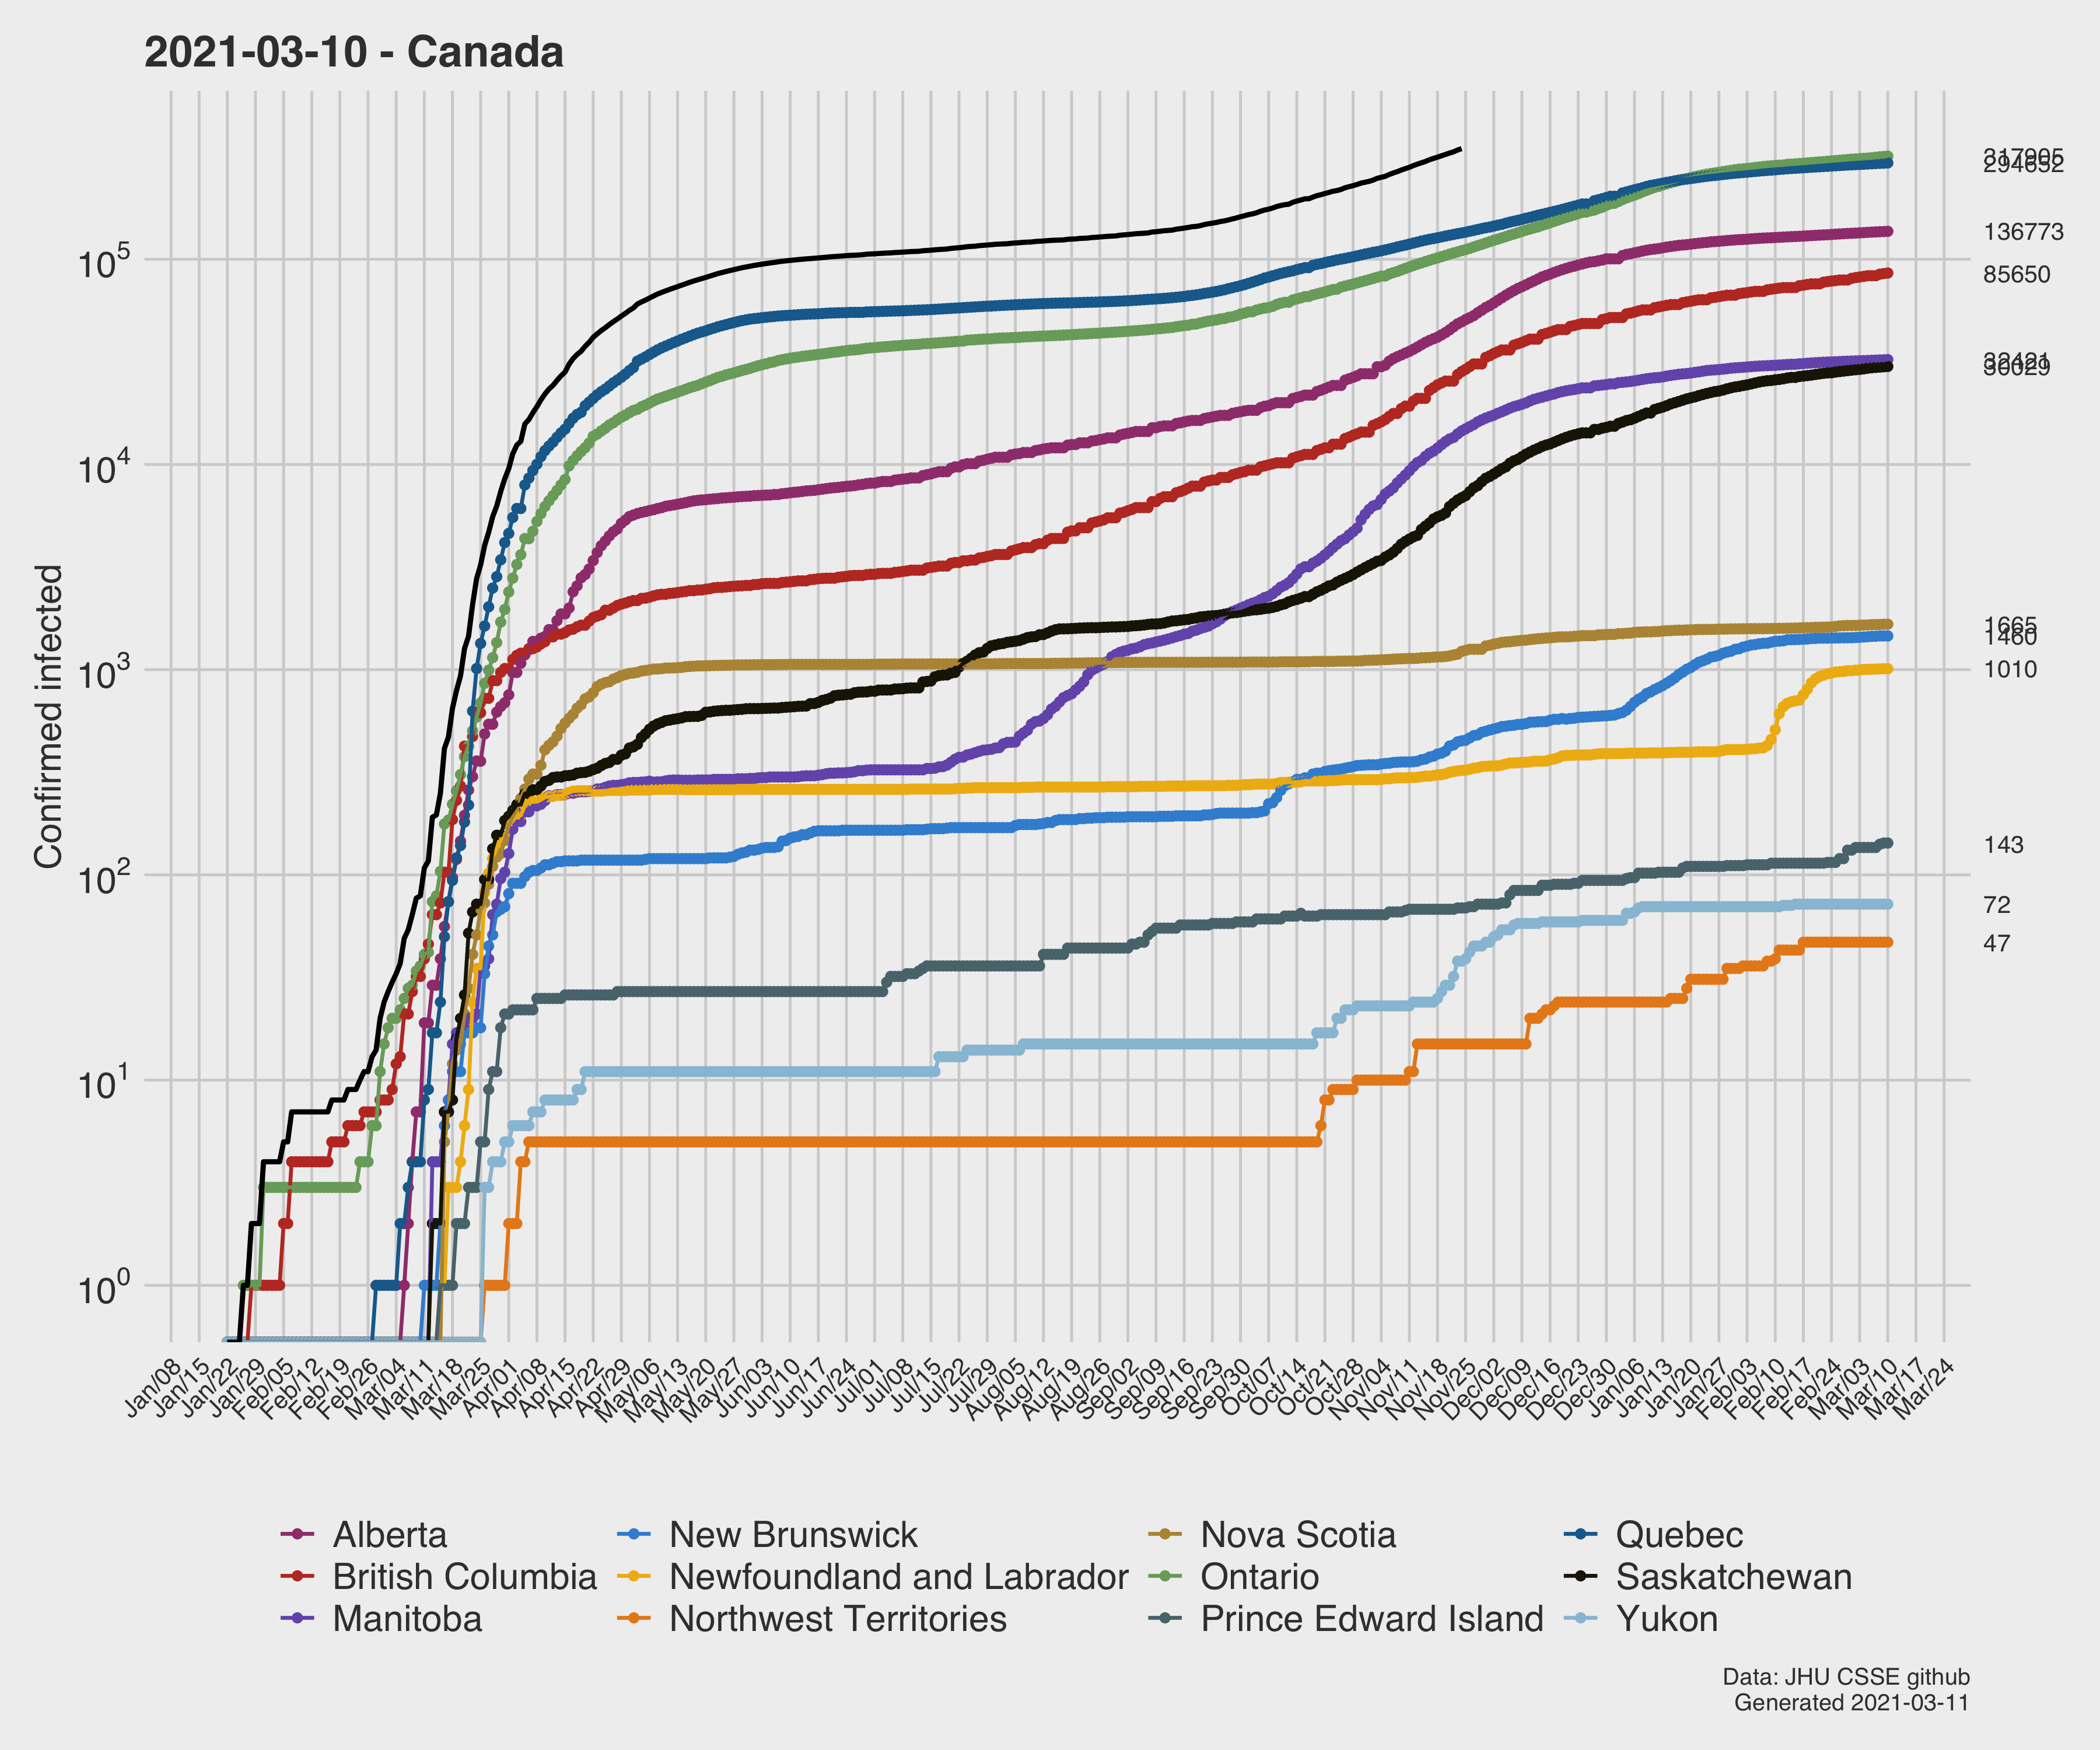 2021-03-10 - Canada
Confirmed infected
10^5
10^4
10^3
10^2
10^1
10^0
294652
136773
85650
30029
1665
1460
1010
143
72
47
Jan/08
Jan/15
Jan/22
Jan/29
Feb/05
Feb/12
Feb/19
Feb/26
Mar/04
Mar/11
Mar/18
Mar/25
Apr/01
Apr/08
Apr/15
Apr/22
Apr/29
May/06
May/13
May/20
May/27
Jun/03
Jun/10
Jun/17
Jun/24
Jul/01
Jul/08
Jul/15
Jul/22
Jul/29
Aug/05
Aug/12
Aug/19
Aug/26
Sep/02
Sep/09
Sep/16
Sep/23
Sep/30
Oct/07
Oct/14
Oct/21
Oct/28
Nov/04
Nov/11
Nov/18
Nov/25
Dec/02
Dec/09
Dec/16
Dec/23
Dec/30
Jan/06
Jan/13
Jan/20
Jan/27
Feb/03
Feb/10
Feb/17
Feb/24
Mar/03
Mar/10
Mar/17
Mar/24
Alberta
British Columbia
Manitoba
New Brunswick
Newfoundland and Labrador
Northwest Territories
Nova Scotia
Ontario
Prince Edward Island
Quebec
Saskatchewan
Yukon
Data: JHU CSSE github
Generated 2021-03-11